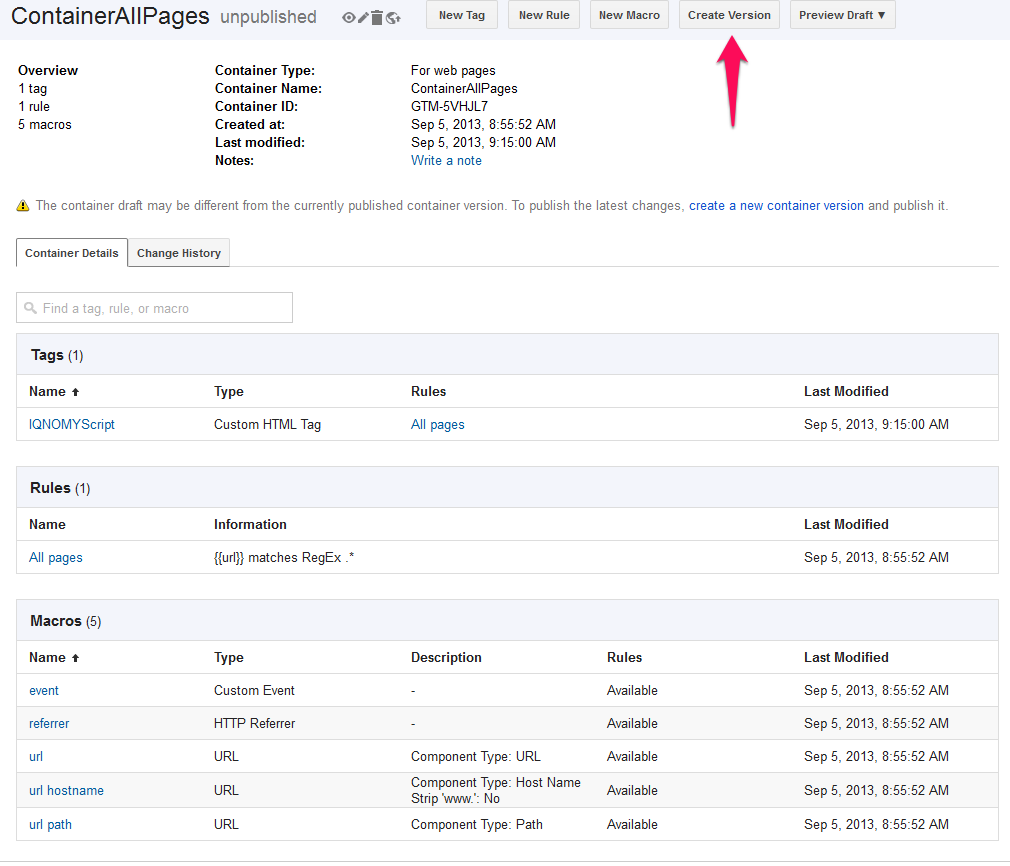 ContainerAllPages unpublished New Tag New Rule New Macro Create Version Preview Draft ▼
Overview Container Type: For web pages
1 tag Container Name: ContainerAllPages
1 rule Container ID: GTM-5VHJL7
5 macros Created at: Sep 5, 2013, 8:55:52 AM
Last modified: Sep 5, 2013, 9:15:00 AM
Notes: Write a note
The container draft may be different from the currently published container version. To publish the latest changes, create a new container version and publish it.
Container Details Change History
Find a tag, rule, or macro
Tags (1)
Name Type Rules Last Modified
IQNOMYScript Custom HTML Tag All pages Sep 5, 2013, 9:15:00 AM
Rules (1)
Name Information Last Modified
All pages {{url}} matches RegEx .* Sep 5, 2013, 8:55:52 AM
Macros (5)
Name Type Description Rules Last Modified
event Custom Event - Available Sep 5, 2013, 8:55:52 AM
referrer HTTP Referrer - Available Sep 5, 2013, 8:55:52 AM
url URL Component Type: URL Available Sep 5, 2013, 8:55:52 AM
url hostname URL Component Type: Host Name Available Sep 5, 2013, 8:55:52 AM
Strip 'www.': No
url path URL Component Type: Path Available Sep 5, 2013, 8:55:52 AM